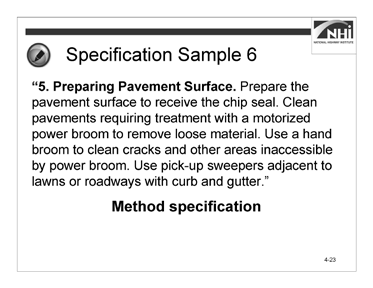 NHI
NATIONAL HIGHWAY INSTITUTE
Specification Sample 6
“5. Preparing Pavement Surface. Prepare the
pavement surface to receive the chip seal. Clean
pavements requiring treatment with a motorized
power broom to remove loose material. Use a hand
broom to clean cracks and other areas inaccessible
by power broom. Use pick-up sweepers adjacent to
lawns or roadways with curb and gutter.”
Method specification
4-23